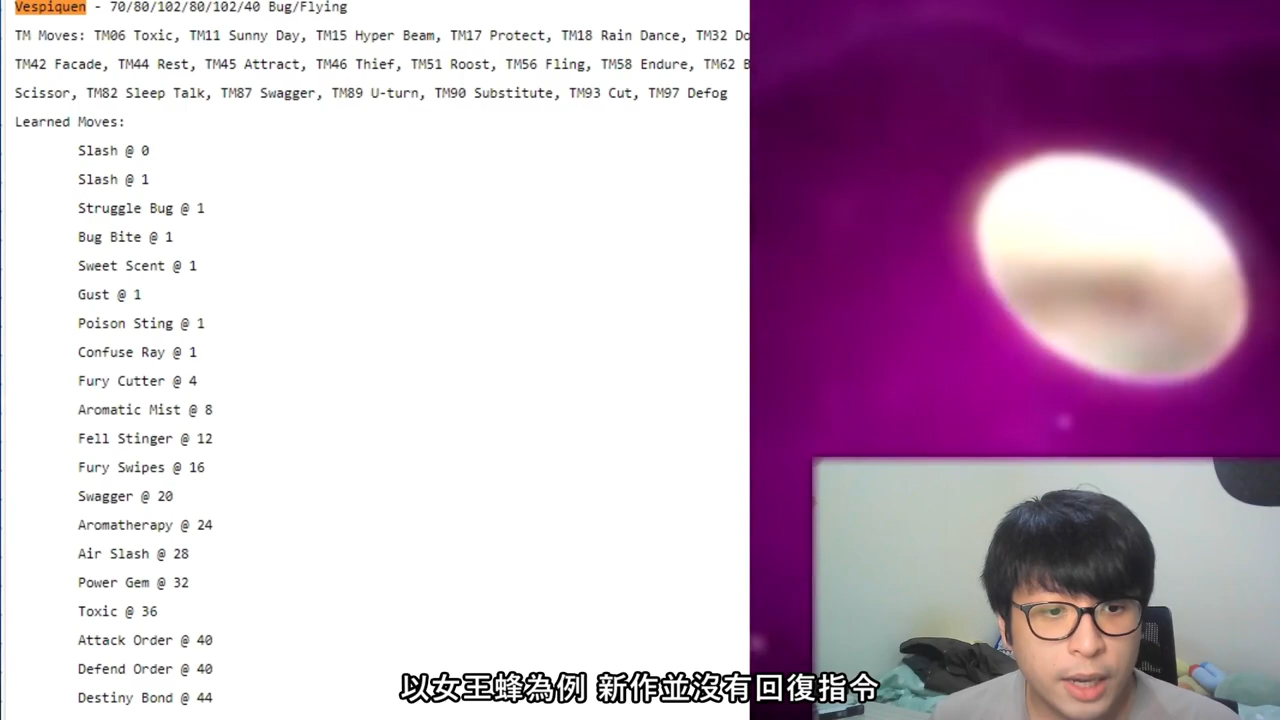 Vespiquen - 70/80/102/80/102/40 Bug/Flying
TM Moves: TM06 Toxic, TM11 Sunny Day, TM15 Hyper Beam, TM17 Protect, TM18 Rain Dance, TM32
TM42 Facade, TM44 Rest, TM45 Attract, TM46 Thief, TM51 Roost, TM56 Fling, TM58 Endure, TM62
Scissor, TM82 Sleep Talk, TM87 Swagger, TM89 U-turn, TM90 Substitute, TM93 Cut, TM97 Defog
Learned Moves:
Slash @ 0
Slash @ 1
Struggle Bug @ 1
Bug Bite @ 1
Sweet Scent @ 1
Gust @ 1
Poison Sting @ 1
Confuse Ray @ 1
Fury Cutter @ 4
Aromatic Mist @ 8
Fell Stinger @ 12
Fury Swipes @ 16
Swagger @ 20
Aromatherapy @ 24
Air Slash @ 28
Power Gem @ 32
Toxic @ 36
Attack Order @ 40
Defend Order @ 40
Destiny Bond @ 44
以女王蜂為例 新作並沒有回復指令